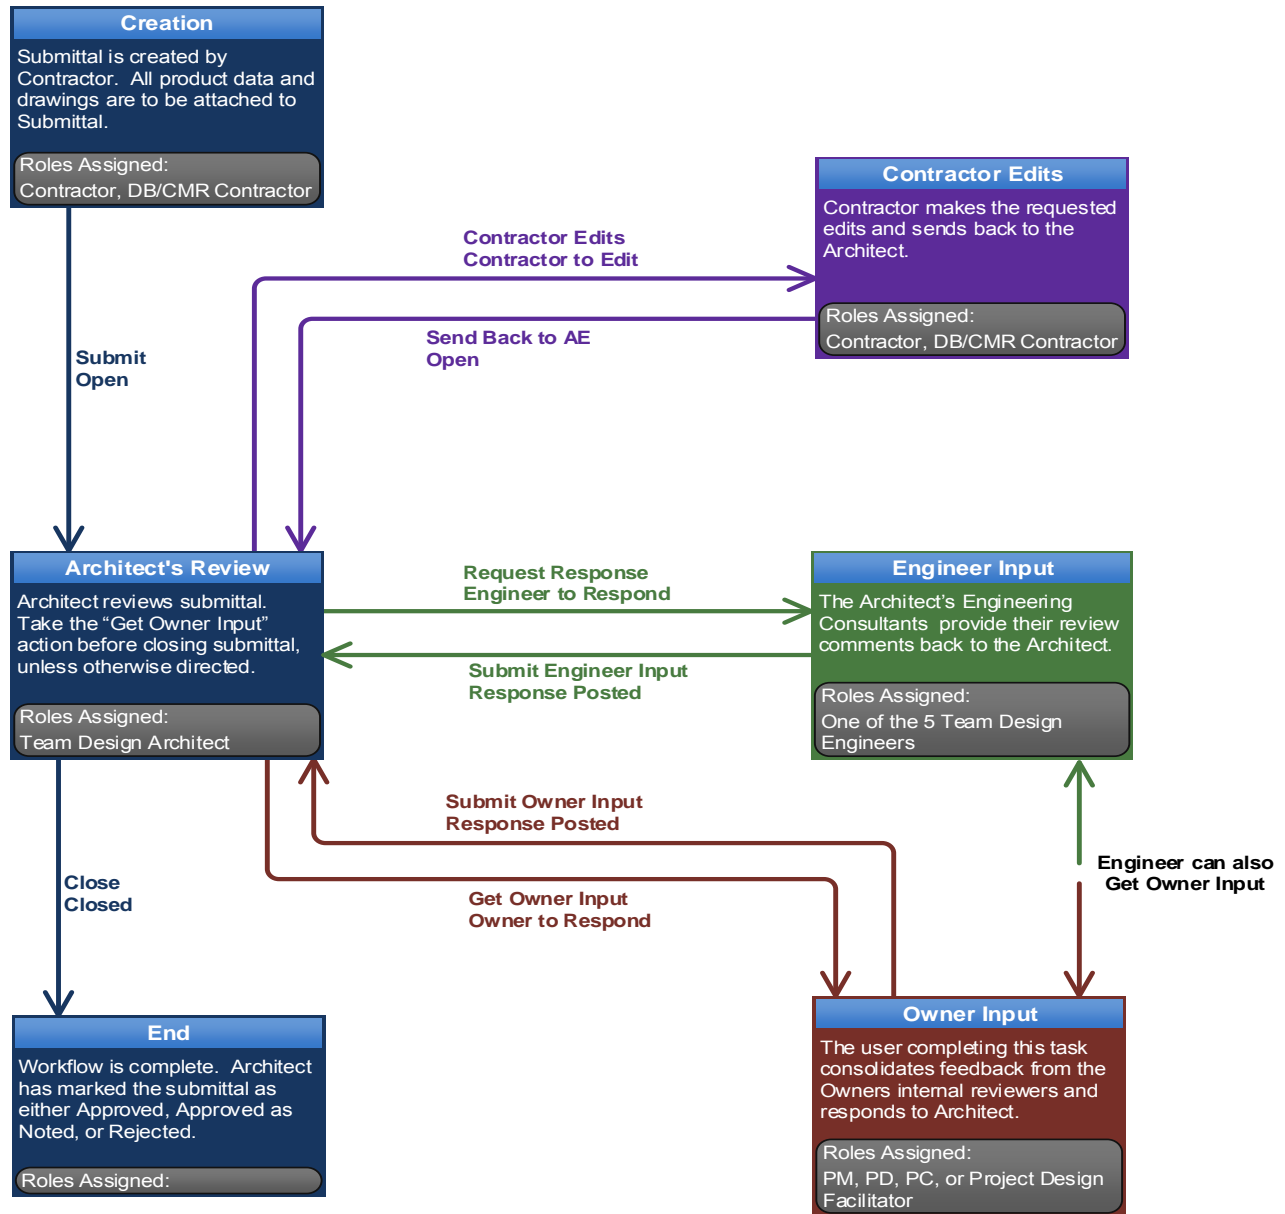 Creation
Submittal is created by
Contractor. All product data and
drawings are to be attached to
Submittal.
Roles Assigned:
Contractor, DB/CMR Contractor
Contractor Edits
Contractor makes the requested
edits and sends back to the
Architect.
Roles Assigned:
Contractor, DB/CMR Contractor
Contractor Edits
Contractor to Edit
Send Back to AE
Open
Submit
Open
Architect's Review
Architect reviews submittal.
Take the “Get Owner Input”
action before closing submittal,
unless otherwise directed.
Roles Assigned:
Team Design Architect
Request Response
Engineer to Respond
Submit Engineer Input
Response Posted
Engineer Input
The Architect’s Engineering
Consultants provide their review
comments back to the Architect.
Roles Assigned:
One of the 5 Team Design
Engineers
Submit Owner Input
Response Posted
Get Owner Input
Owner to Respond
Engineer can also
Get Owner Input
Close
Closed
End
Workflow is complete. Architect
has marked the submittal as
either Approved, Approved as
Noted, or Rejected.
Roles Assigned:
Owner Input
The user completing this task
consolidates feedback from the
Owners internal reviewers and
responds to Architect.
Roles Assigned:
PM, PD, PC, or Project Design
Facilitator